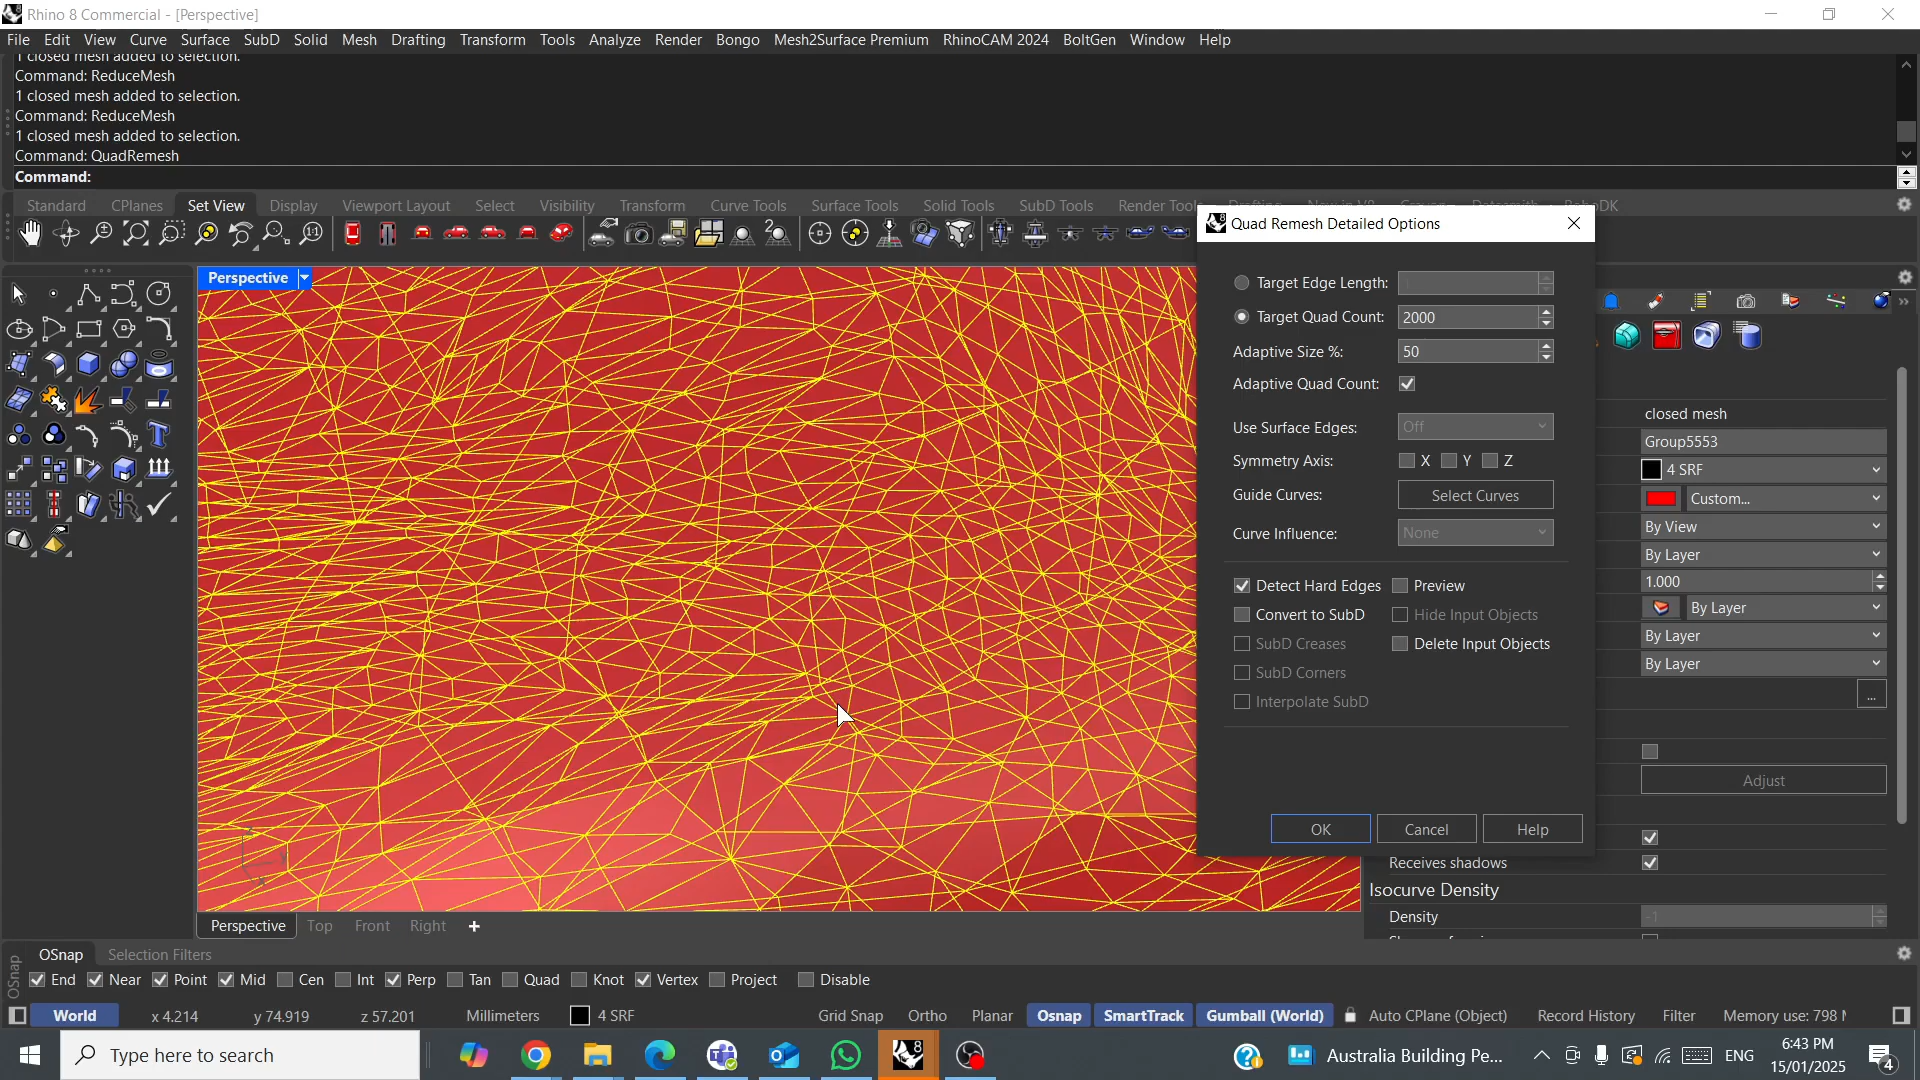 Rhino 8 Commercial - [Perspective]
File Edit View Curve Surface SubD Solid Mesh Drafting Transform Tools Analyze Render Bongo Mesh2Surface Premium RhinoCAM 2024 BoltGen Window Help
1 closed mesh added to selection.
Command: ReduceMesh
1 closed mesh added to selection.
Command: ReduceMesh
1 closed mesh added to selection.
Command: QuadRemesh
Command:
Standard CPlanes Set View Display Viewport Layout Select Visibility Transform Curve Tools Surface Tools Solid Tools SubD Tools Render Tools
Quad Remesh Detailed Options
Perspective
Target Edge Length:
Target Quad Count: 2000
Adaptive Size %: 50
Adaptive Quad Count:
Use Surface Edges: Off
Symmetry Axis: X Y Z
Guide Curves: Select Curves
Curve Influence: None
Detect Hard Edges Preview
Convert to SubD Hide Input Objects
SubD Creases Delete Input Objects
SubD Corners
Interpolate SubD
OK Cancel Help
closed mesh
Group5553
4 SRF
Custom...
By View
By Layer
1.000
By Layer
By Layer
By Layer
...
Adjust
Receives shadows
Isocurve Density
Density -1
Perspective Top Front Right +
OSnap Selection Filters
OSnap
End Near Point Mid Cen Int Perp Tan Quad Knot Vertex Project Disable
World x 4.214 y 74.919 z 57.201 Millimeters 4 SRF Grid Snap Ortho Planar Osnap SmartTrack Gumball (World) Auto CPlane (Object) Record History Filter Memory use: 798
Type here to search
Australia Building Pe...
ENG
6:43 PM
15/01/2025
4